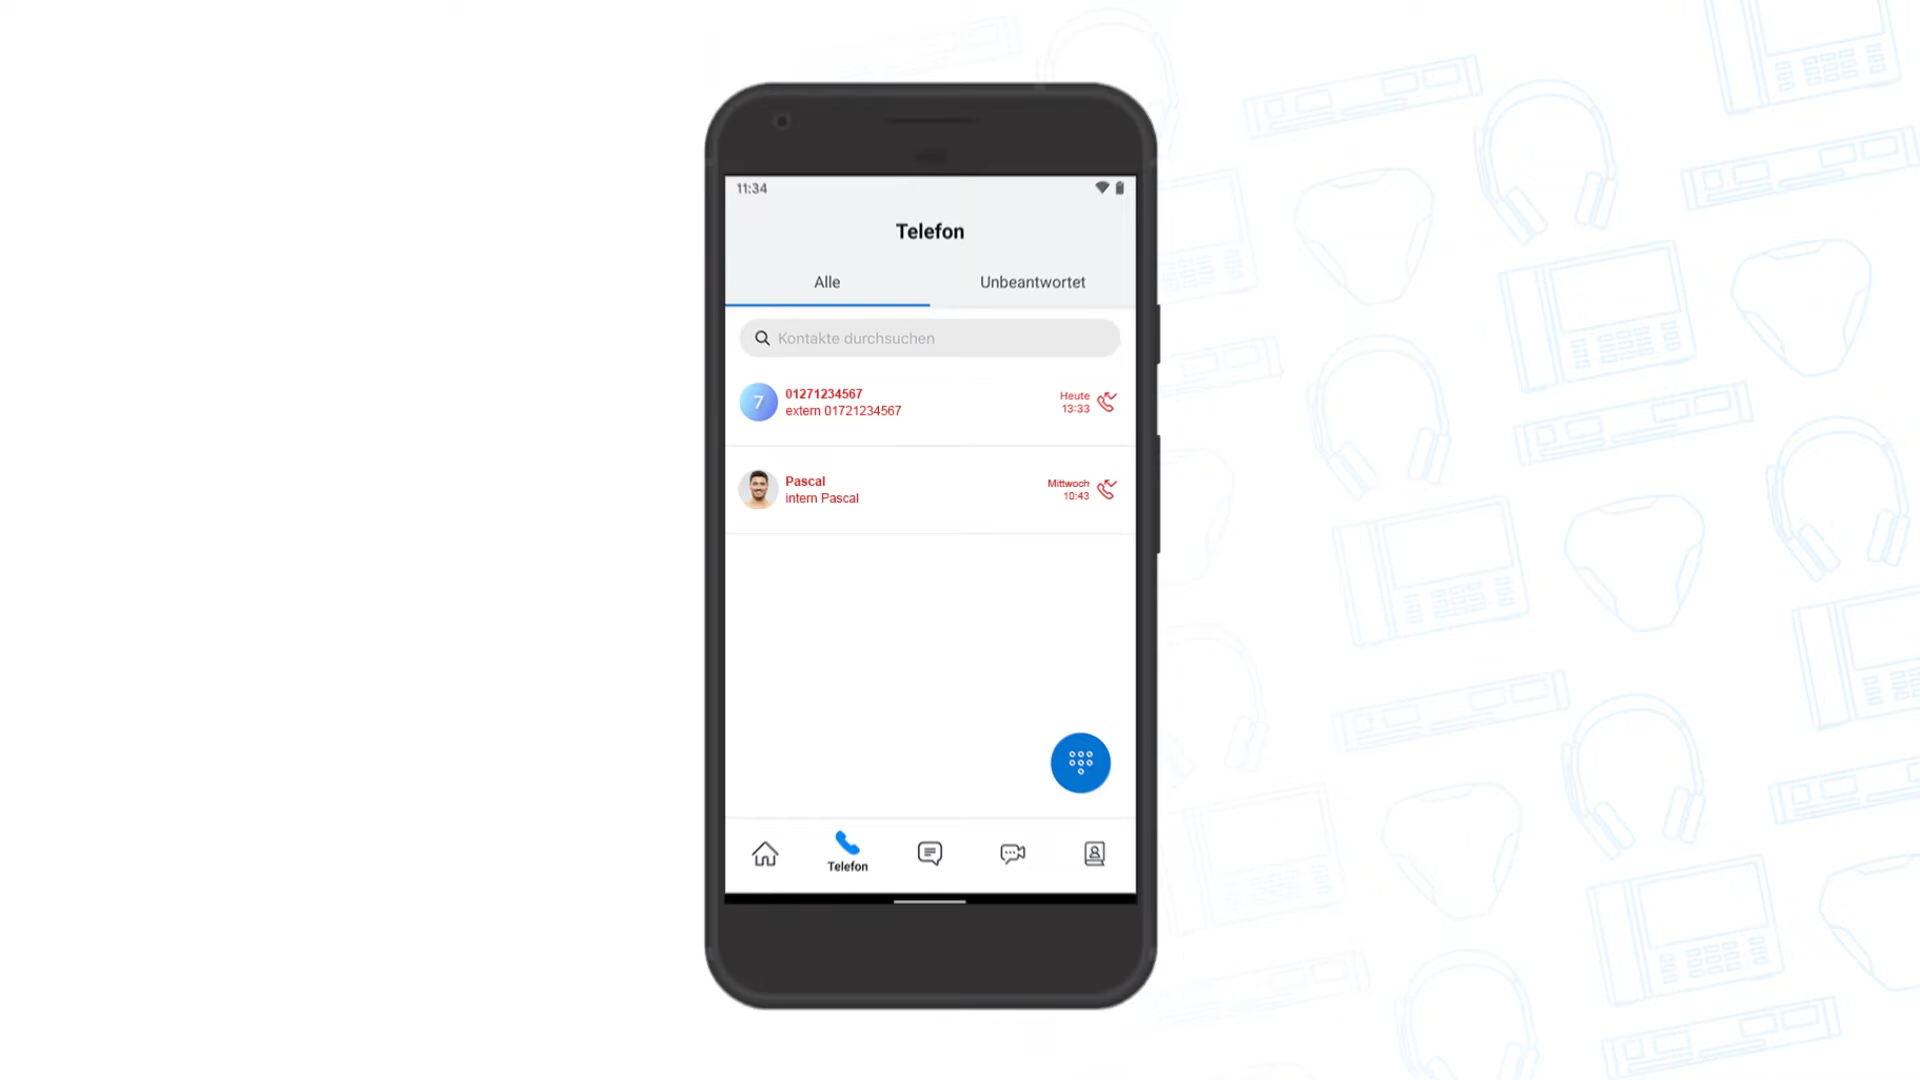 11:34
Telefon
Alle
Unbeantwortet
Kontakte durchsuchen
7
01271234567
extern 01721234567
Heute
13:33
Pascal
intern Pascal
Mittwoch
10:43
Telefon